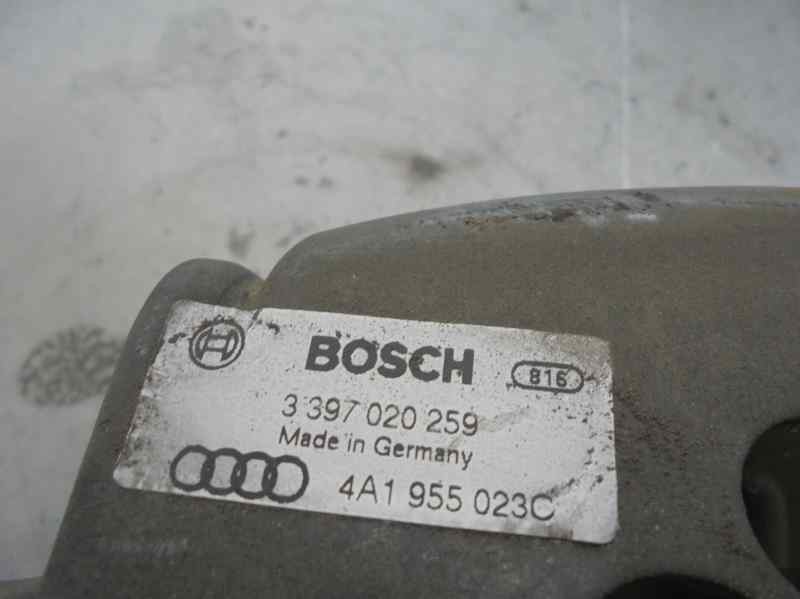 BOSCH 816
3 397 020 259
Made in Germany
4A1 955 023C